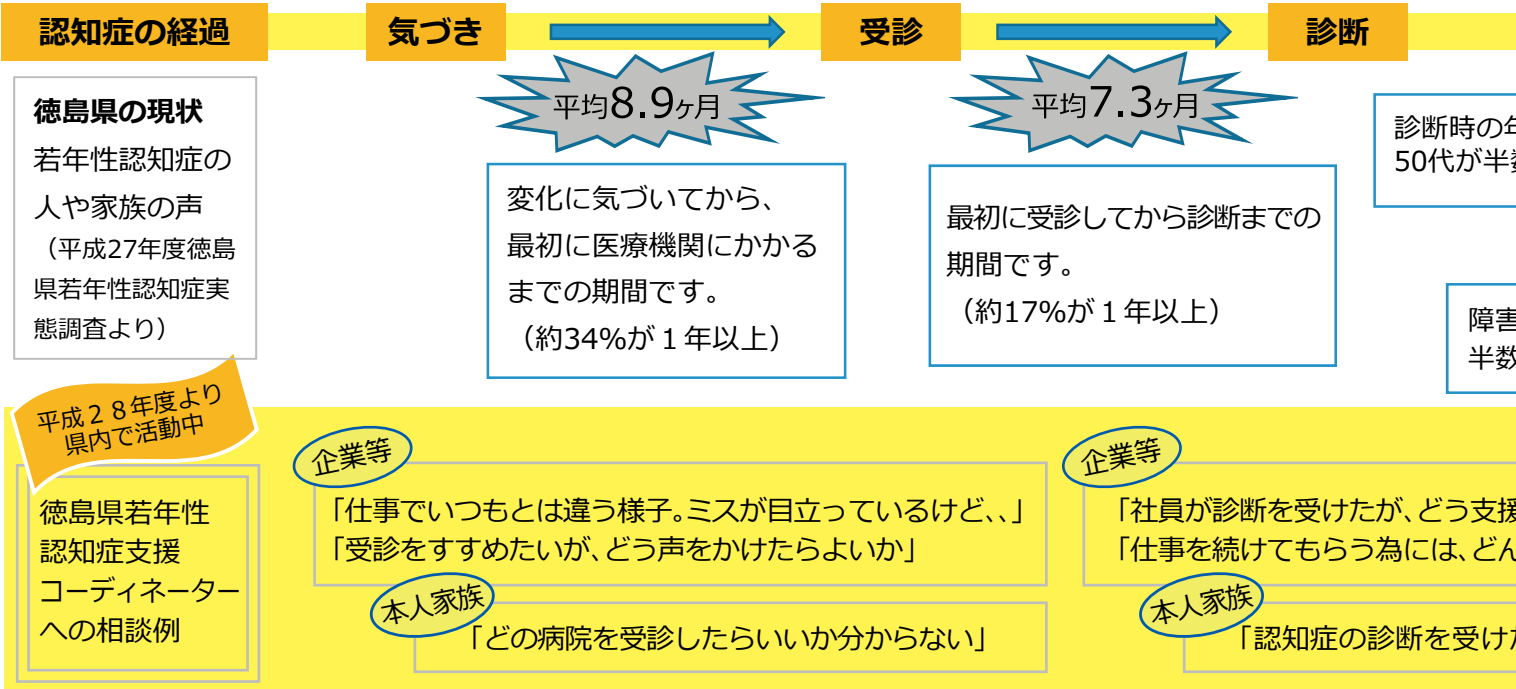 認知症の経過
気づき
受診
診断
徳島県の現状
若年性認知症の
人や家族の声
（平成27年度徳島
県若年性認知症実
態調査より）
平均8.9ヶ月
変化に気づいてから、
最初に医療機関にかかる
までの期間です。
（約34%が１年以上）
平均7.3ヶ月
最初に受診してから診断までの
期間です。
（約17%が１年以上）
診断時の年
50代が半数
障害
半数
平成２８年度より
県内で活動中
徳島県若年性
認知症支援
コーディネーター
への相談例
企業等
「仕事でいつもとは違う様子。ミスが目立っているけど、、」
「受診をすすめたいが、どう声をかけたらよいか」
本人家族
「どの病院を受診したらいいか分からない」
企業等
「社員が診断を受けたが、どう支援
「仕事を続けてもらう為には、どん
本人家族
「認知症の診断を受けた